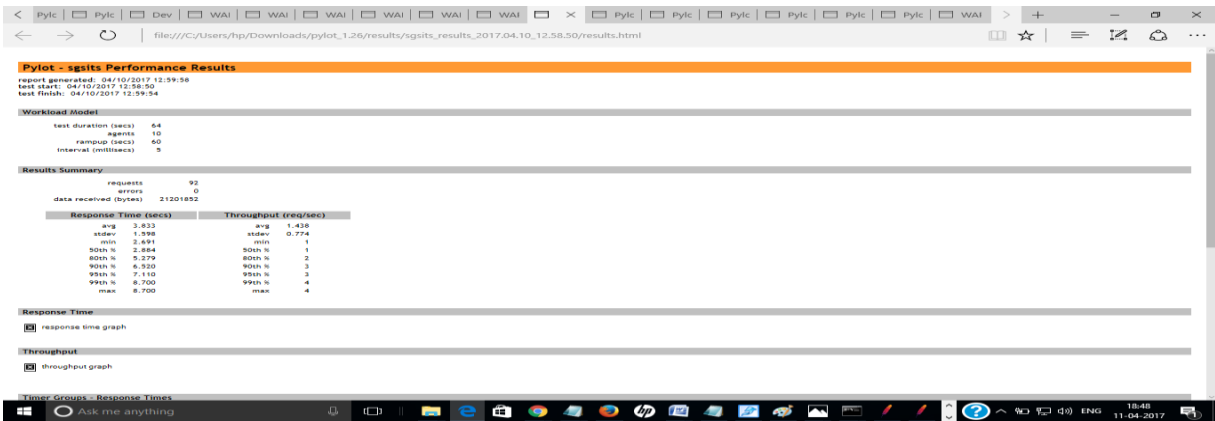 Pylc Pylc Dev WAI WAI WAI WAI WAI WAI Pylc Pylc Pylc Pylc Pylc Pylc WAI
file:///C:/Users/hp/Downloads/pylot_1.26/results/sgsits_results_2017.04.10_12.58.50/results.html
Pylot - sgsits Performance Results
report generated: 04/10/2017 12:59:58
test start: 04/10/2017 12:58:50
test finish: 04/10/2017 12:59:54
Workload Model
test duration (secs) 64
agents 10
rampup (secs) 60
interval (millisecs) 5
Results Summary
requests 92
errors 0
data received (bytes) 21201852
Response Time (secs) Throughput (req/sec)
avg 3.833 avg 1.438
stdev 1.598 stdev 0.774
min 2.691 min 1
50th % 2.884 50th % 1
80th % 5.279 80th % 2
90th % 6.520 90th % 3
95th % 7.110 95th % 3
99th % 8.700 99th % 4
max 8.700 max 4
Response Time
response time graph
Throughput
throughput graph
Timer Groups - Response Times
Ask me anything
hp
ENG
18:48
11-04-2017